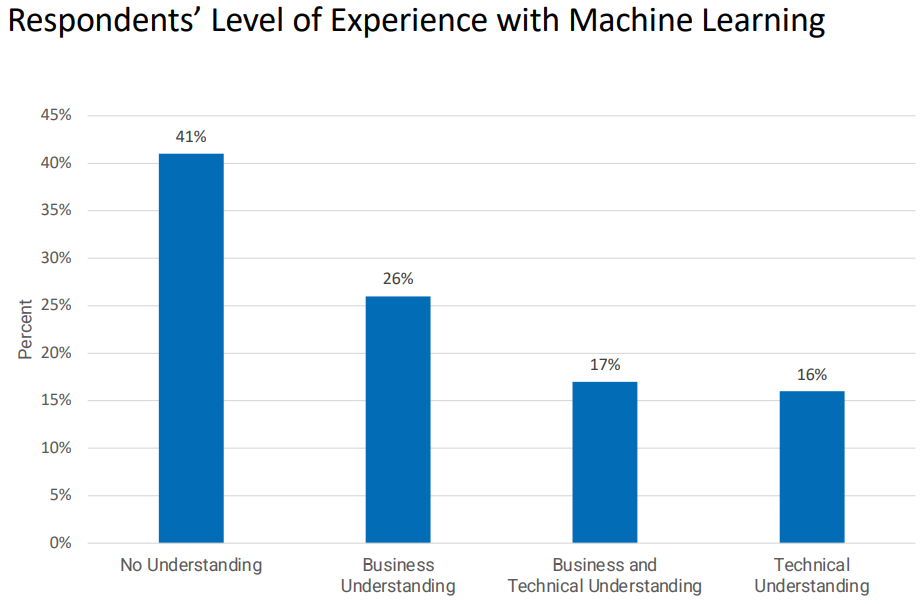 Respondents’ Level of Experience with Machine Learning
45%
41%
40%
35%
30%
26%
25%
Percent
20%
17%
16%
15%
10%
5%
0%
No Understanding
Business
Understanding
Business and
Technical Understanding
Technical
Understanding